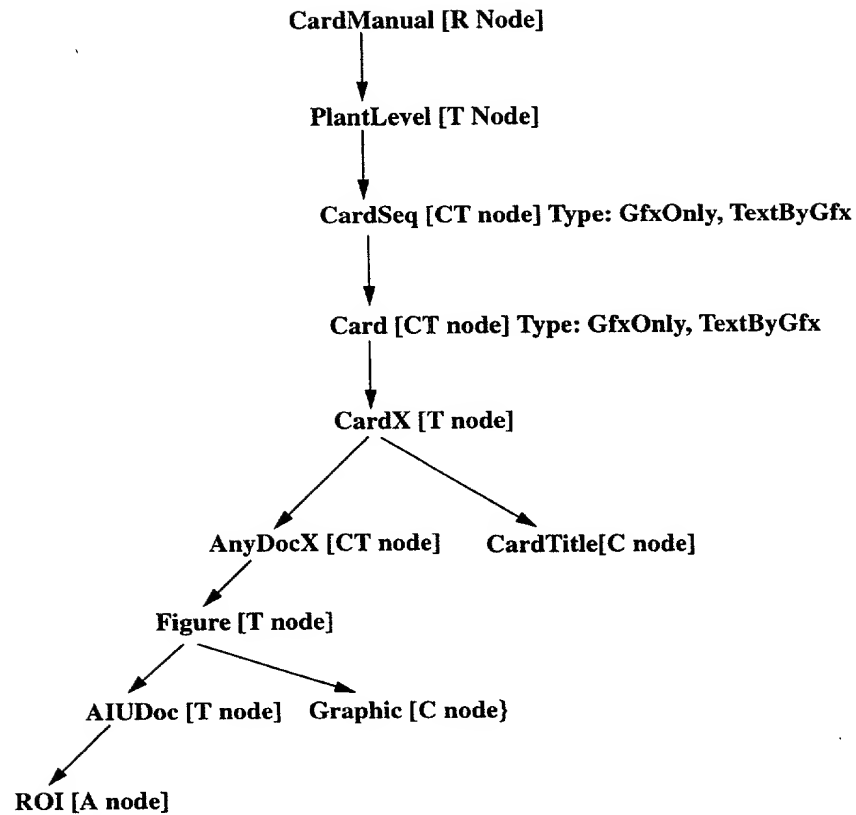 CardManual [R Node]
PlantLevel [T Node]
CardSeq [CT node] Type: GfxOnly, TextByGfx
Card [CT node] Type: GfxOnly, TextByGfx
CardX [T node]
AnyDocX [CT node] CardTitle[C node]
Figure [T node]
AIUDoc [T node] Graphic [C node}
ROI [A node]